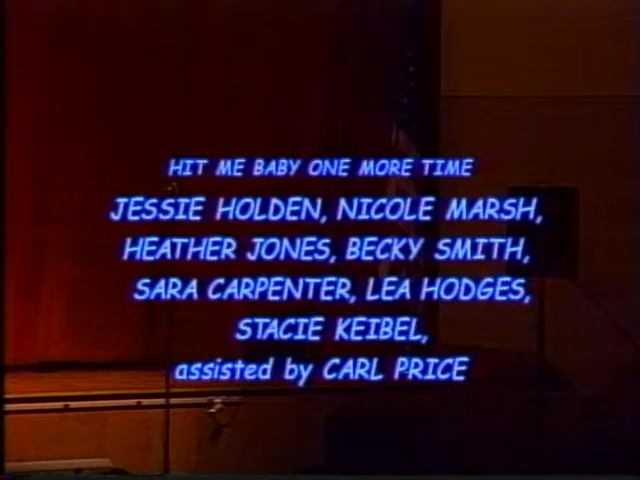 HIT ME BABY ONE MORE TIME
JESSIE HOLDEN, NICOLE MARSH,
HEATHER JONES, BECKY SMITH,
SARA CARPENTER, LEA HODGES,
STACIE KEIBEL,
assisted by CARL PRICE